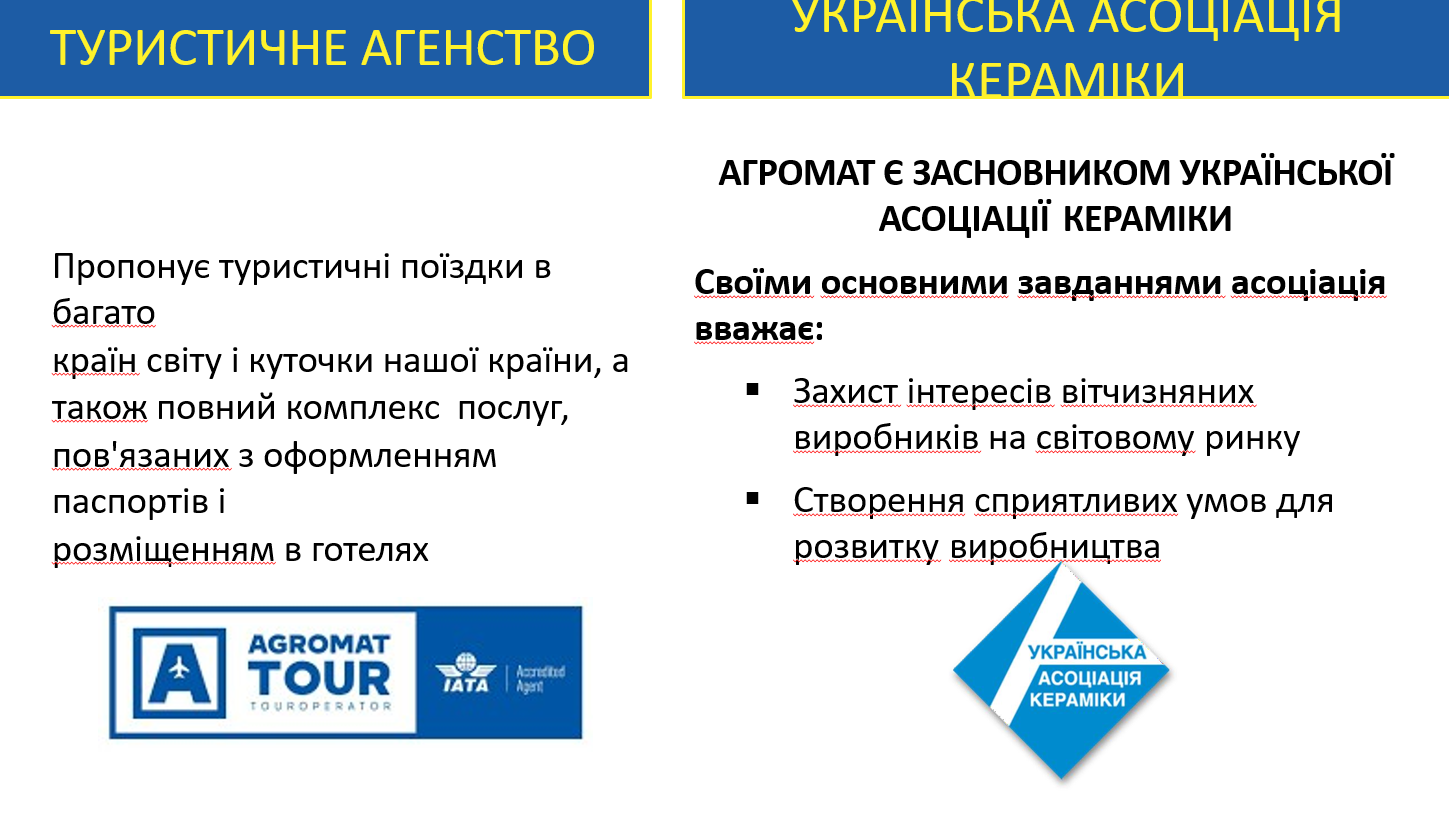 ТУРИСТИЧНЕ АГЕНСТВО
Пропонує туристичні поїздки в
багато
країн світу і куточки нашої країни, а
також повний комплекс послуг,
пов'язаних з оформленням
паспортів і
розміщенням в готелях
AGROMAT
TOUR
TOUROPERATOR
IATA
Accredited
Agent
УКРАЇНСЬКА АСОЦІАЦІЯ
КЕРАМІКИ
АГРОМАТ Є ЗАСНОВНИКОМ УКРАЇНСЬКОЇ
АСОЦІАЦІЇ КЕРАМІКИ
Своїми основними завданнями асоціація
вважає:
▪ Захист інтересів вітчизняних
виробників на світовому ринку
▪ Створення сприятливих умов для
розвитку виробництва
УКРАЇНСЬКА
АСОЦІАЦІЯ
КЕРАМІКИ